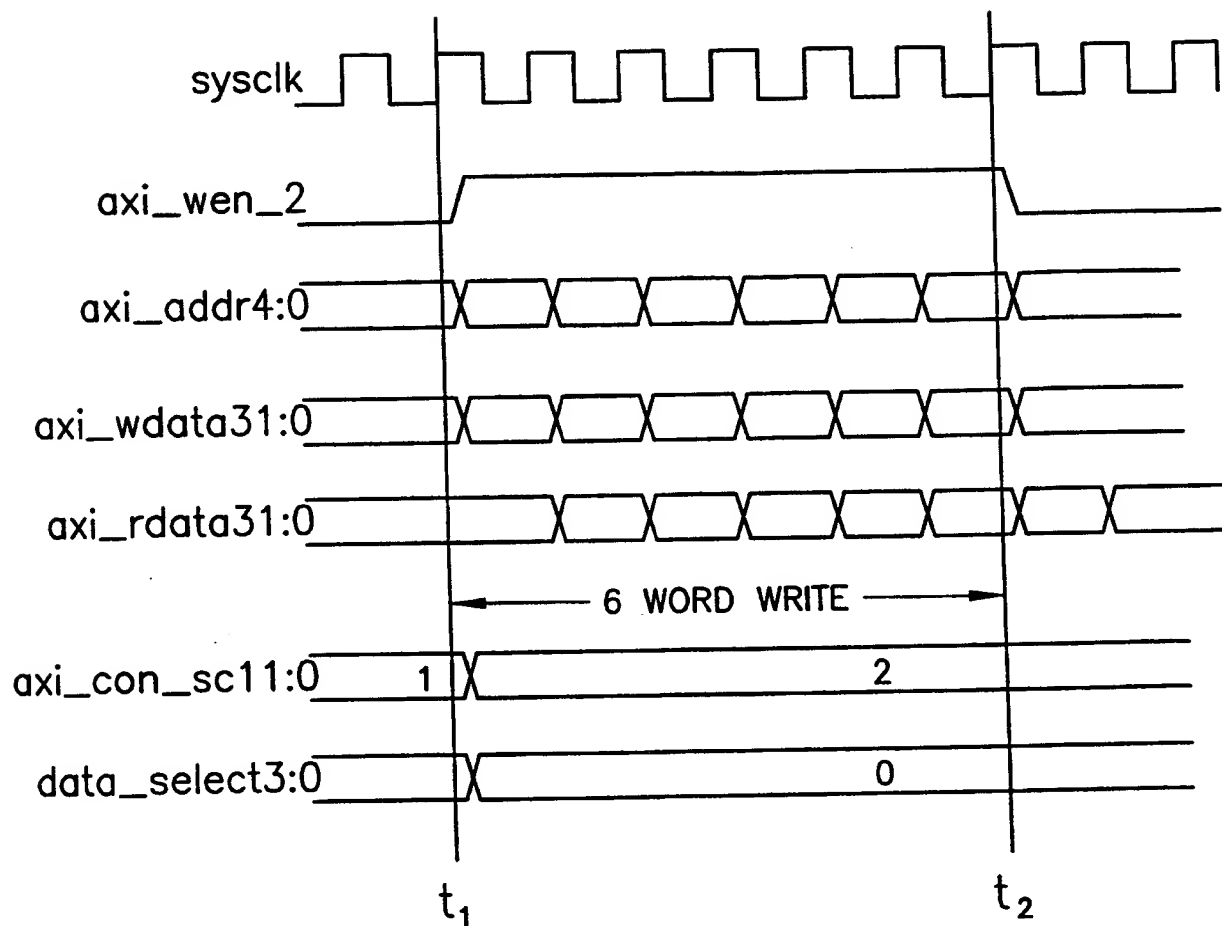 sysclk
axi_wen_2
axi_addr4:0
axi_wdata31:0
axi_rdata31:0
6 WORD WRITE
axi_con_sc11:0 1 2
data_select3:0 0
t1 t2